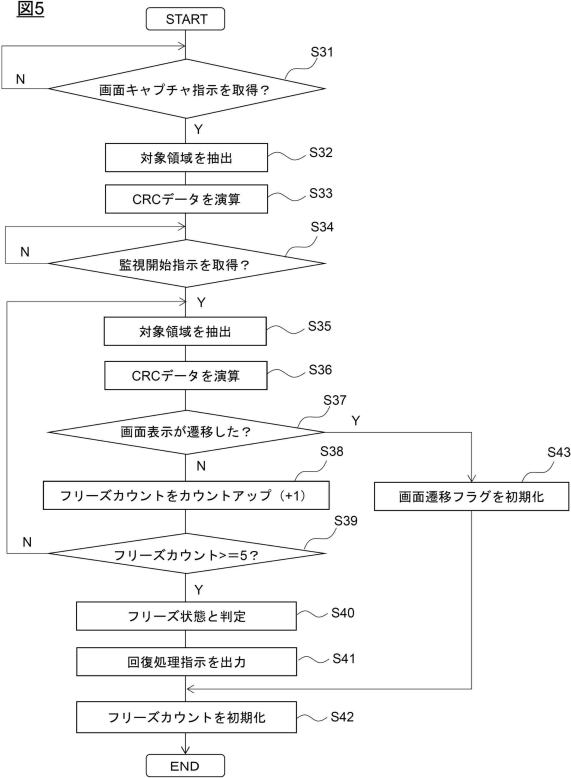 図5
START
S31
画面キャプチャ指示を取得？
N
Y
対象領域を抽出
S32
CRCデータを演算
S33
S34
監視開始指示を取得？
N
Y
対象領域を抽出
S35
CRCデータを演算
S36
S37
画面表示が遷移した？
Y
N
S38
フリーズカウントをカウントアップ（+1）
S43
画面遷移フラグを初期化
S39
フリーズカウント>＝5？
N
Y
フリーズ状態と判定
S40
回復処理指示を出力
S41
フリーズカウントを初期化
S42
END